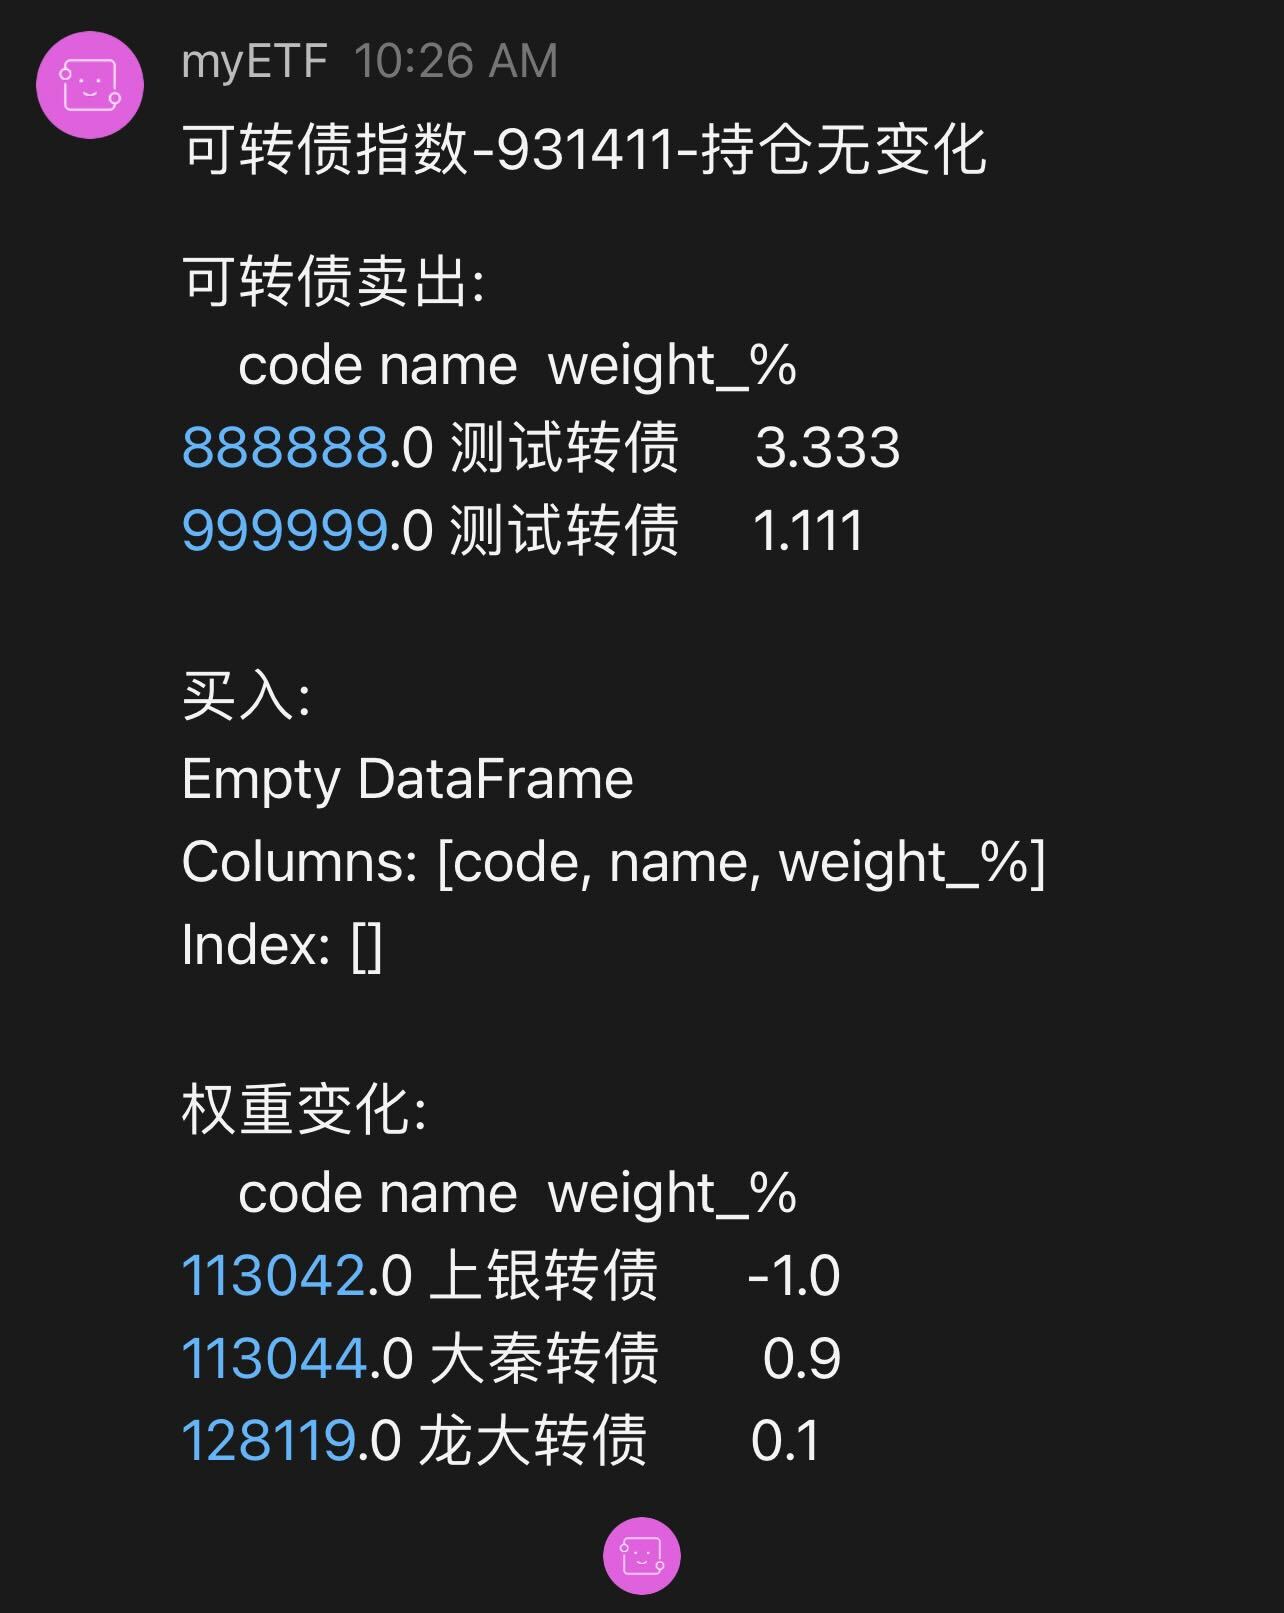 myETF 10:26 AM
可转债指数-931411-持仓无变化
可转债卖出:
code name weight_%
888888.0 测试转债 3.333
999999.0 测试转债 1.111
买入:
Empty DataFrame
Columns: [code, name, weight_%]
Index: []
权重变化:
code name weight_%
113042.0 上银转债 -1.0
113044.0 大秦转债 0.9
128119.0 龙大转债 0.1